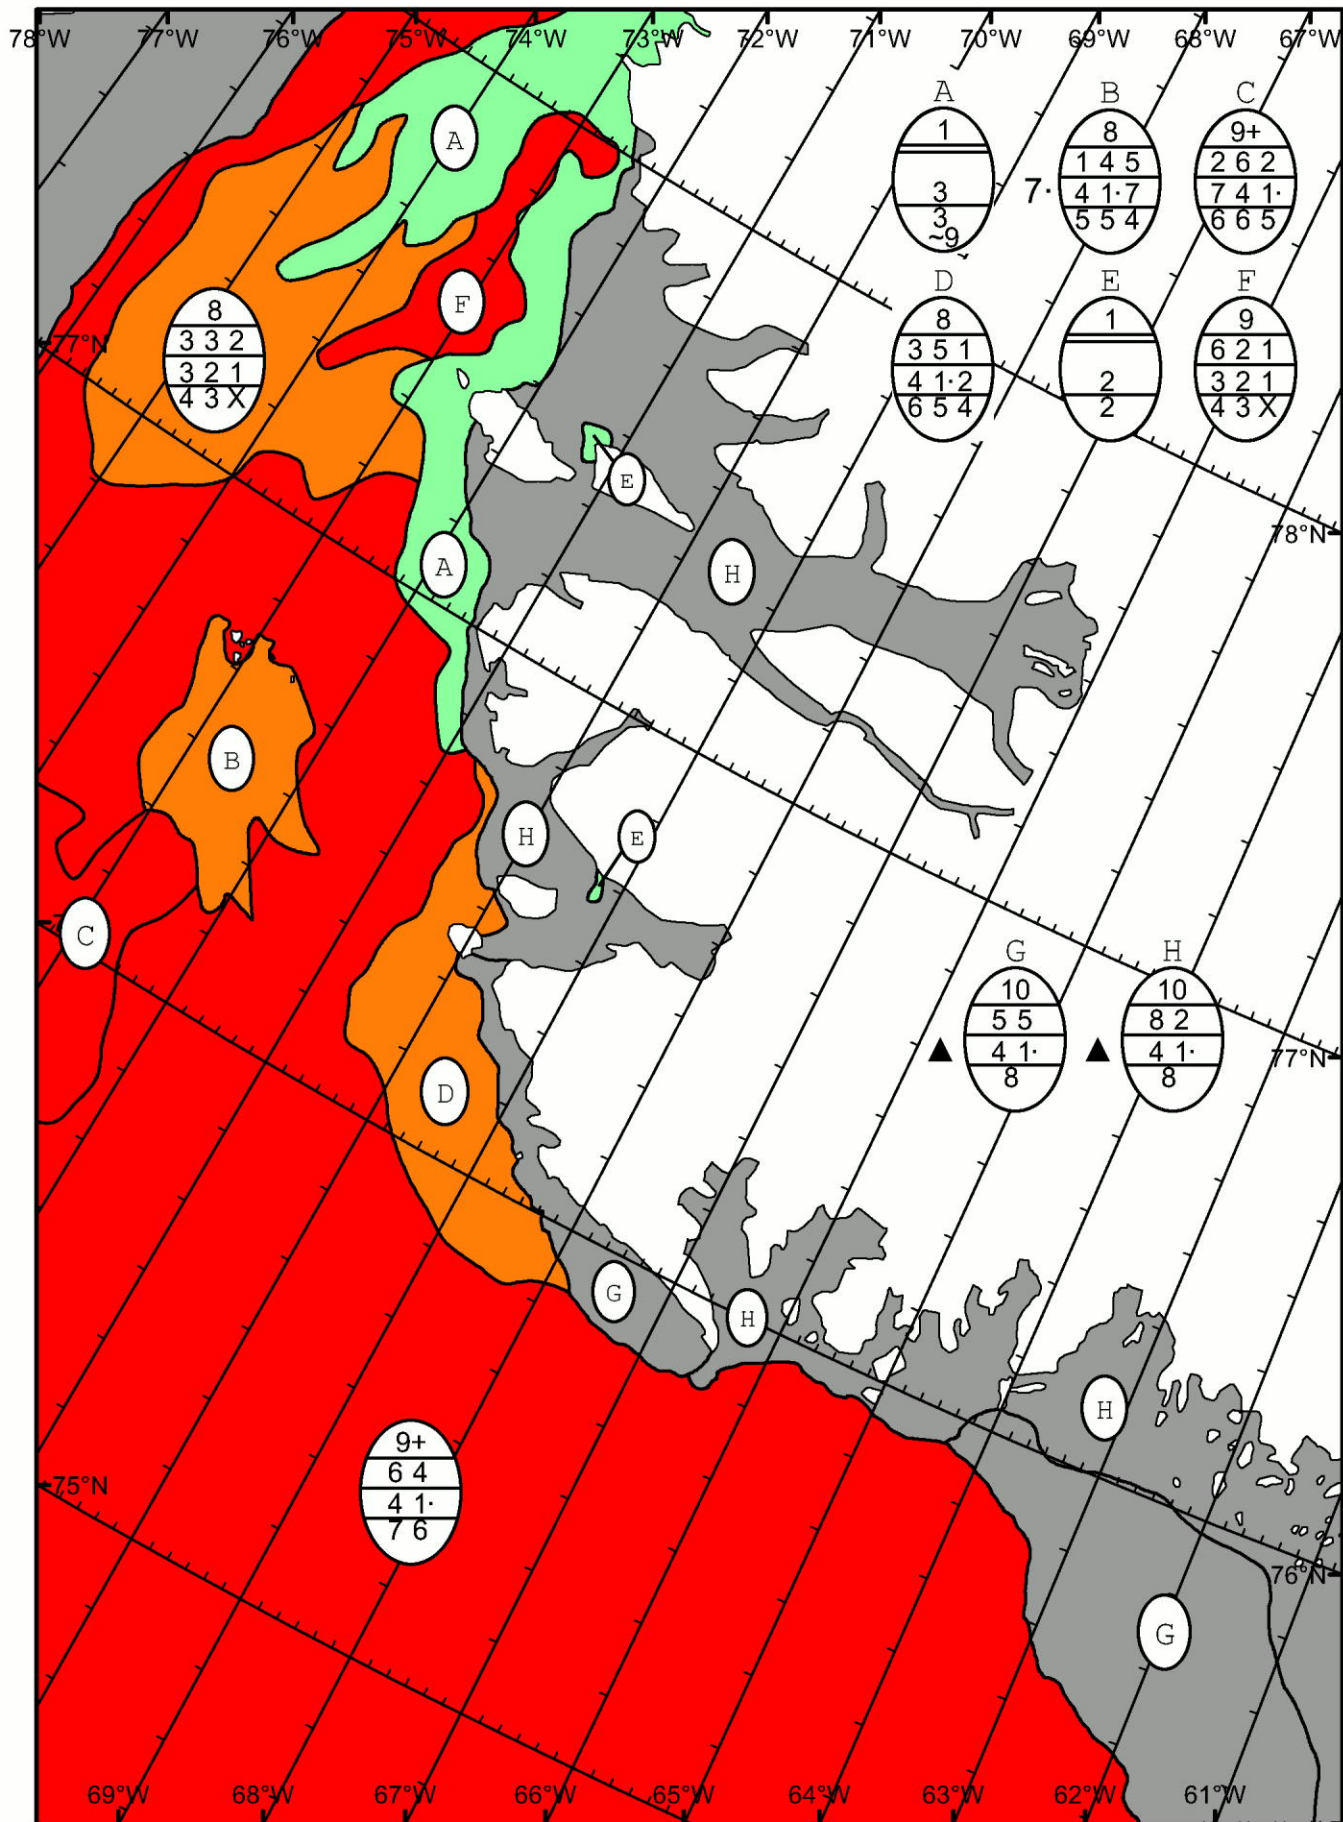 78°W 77°W 76°W 75°W 74°W 73°W 72°W 71°W 70°W 69°W 68°W 67°W
A B C
1 8 9+
1 4 5 2 6 2
3 7· 4 1·7 7 4 1·
3 5 5 4 6 6 5
~9
A
D E F
8 1 9
3 5 1 6 2 1
4 1·2 2 3 2 1
6 5 4 2 4 3 X
F
8
77°N
3 3 2
3 2 1
4 3 X
E
78°N
A
H
B
H
E
C
G H
10 10
5 5 8 2
▲ 4 1· ▲ 4 1·
8 8
77°N
D
G
H
H
9+
6 4
75°N
4 1·
7 6
76°N
G
69°W 68°W 67°W 66°W 65°W 64°W 63°W 62°W 61°W